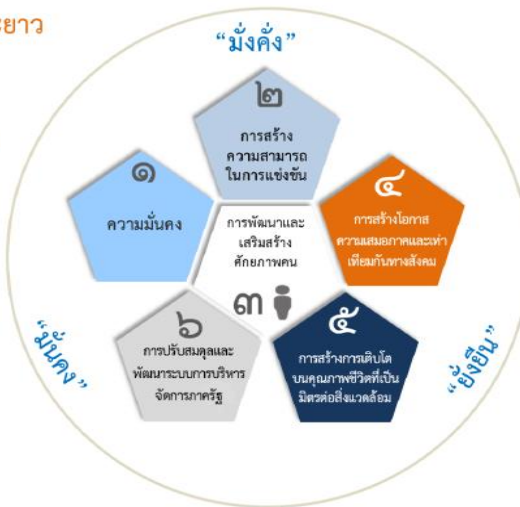 ะยาว
“มั่งคั่ง”
๒
การสร้าง
ความสามารถ
ในการแข่งขัน
๑
ความมั่นคง
การพัฒนาและ
เสริมสร้าง
ศักยภาพคน
๓
๔
การสร้างโอกาส
ความเสมอภาคและเท่า
เทียมกันทางสังคม
๖
การปรับสมดุลและ
พัฒนาระบบการบริหาร
จัดการภาครัฐ
๕
การสร้างการเติบโต
บนคุณภาพชีวิตที่เป็น
มิตรต่อสิ่งแวดล้อม
“มั่นคง”
“ยั่งยืน”